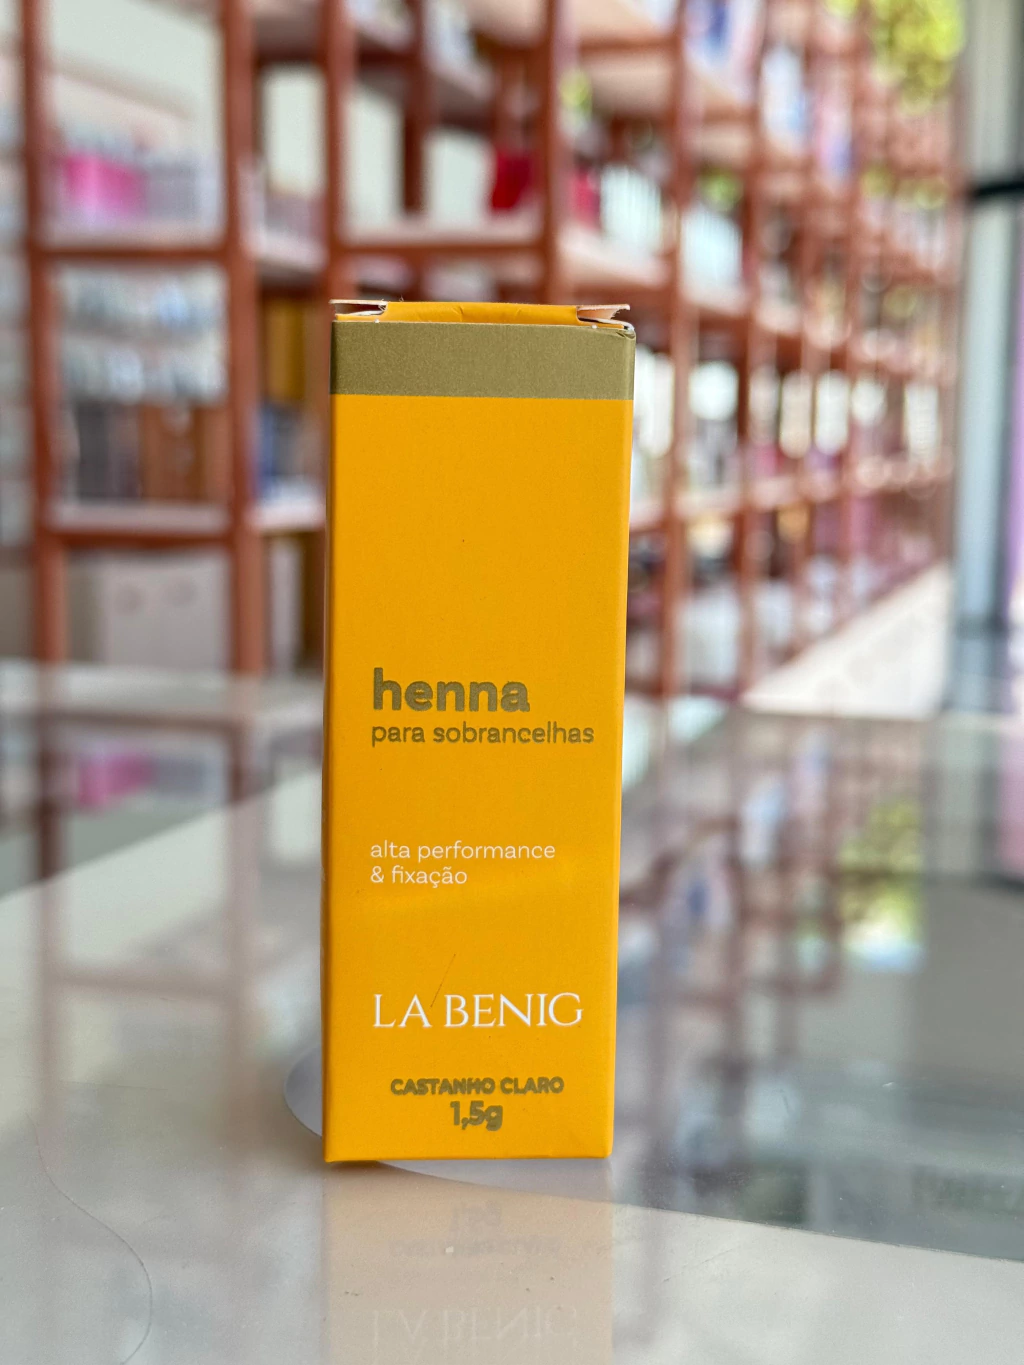 henna
para sobrancelhas
alta performance
& fixação
LA BENIG
CASTANHO CLARO
1,5g